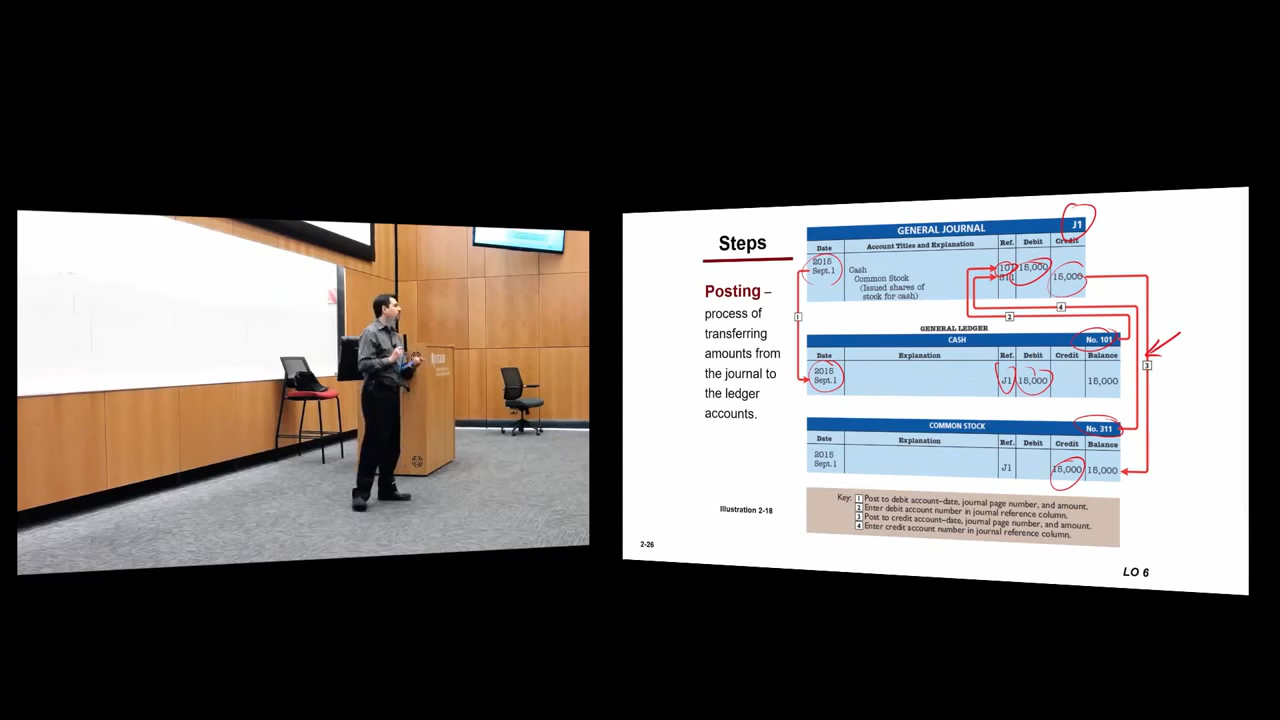 Steps
Posting –
process of
transferring
amounts from
the journal to
the ledger
accounts.
Illustration 2-18
2-26
GENERAL JOURNAL J1
Date Account Titles and Explanation Ref. Debit Credit
2015
Sept.1 Cash 101 15,000
Common Stock 311 15,000
(Issued shares of
stock for cash)
1
2
4
3
GENERAL LEDGER
CASH No. 101
Date Explanation Ref. Debit Credit Balance
2015
Sept.1 J1 15,000 15,000
COMMON STOCK No. 311
Date Explanation Ref. Debit Credit Balance
2015
Sept.1 J1 15,000 15,000
Key: 1 Post to debit account–date, journal page number, and amount.
2 Enter debit account number in journal reference column.
3 Post to credit account–date, journal page number, and amount.
4 Enter credit account number in journal reference column.
LO 6